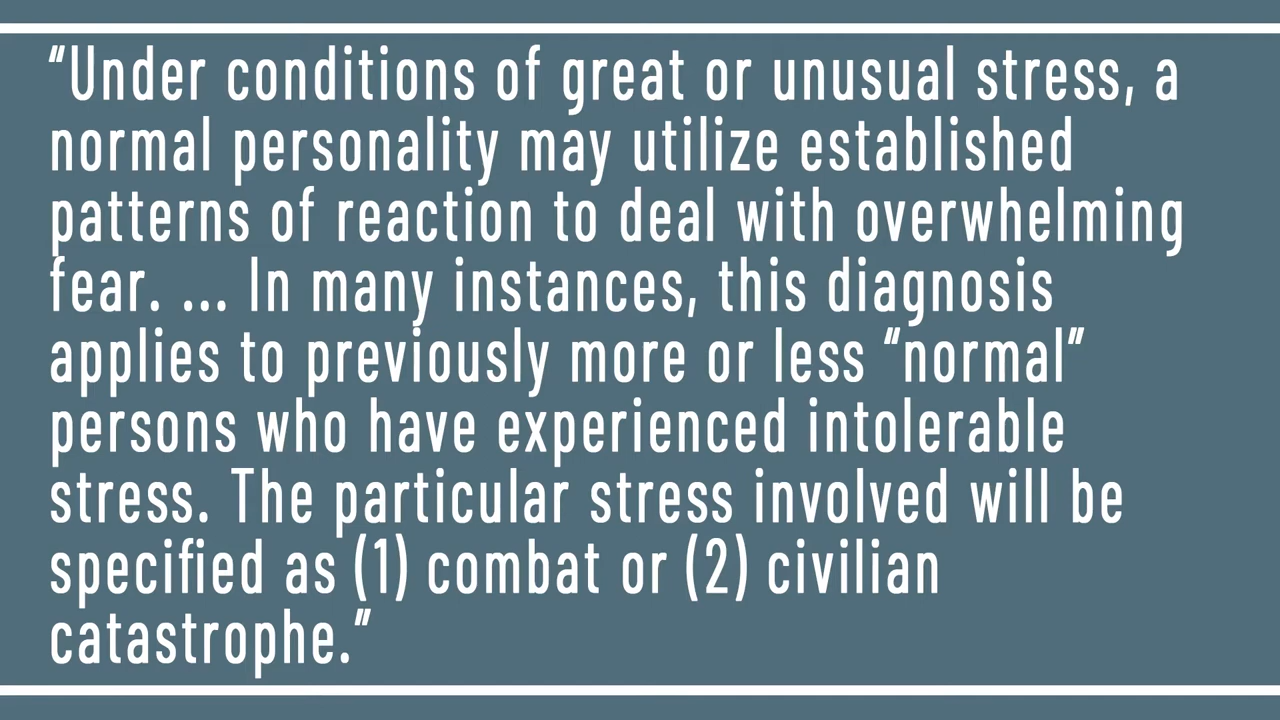 “Under conditions of great or unusual stress, a
normal personality may utilize established
patterns of reaction to deal with overwhelming
fear. ... In many instances, this diagnosis
applies to previously more or less “normal”
persons who have experienced intolerable
stress. The particular stress involved will be
specified as (1) combat or (2) civilian
catastrophe.”